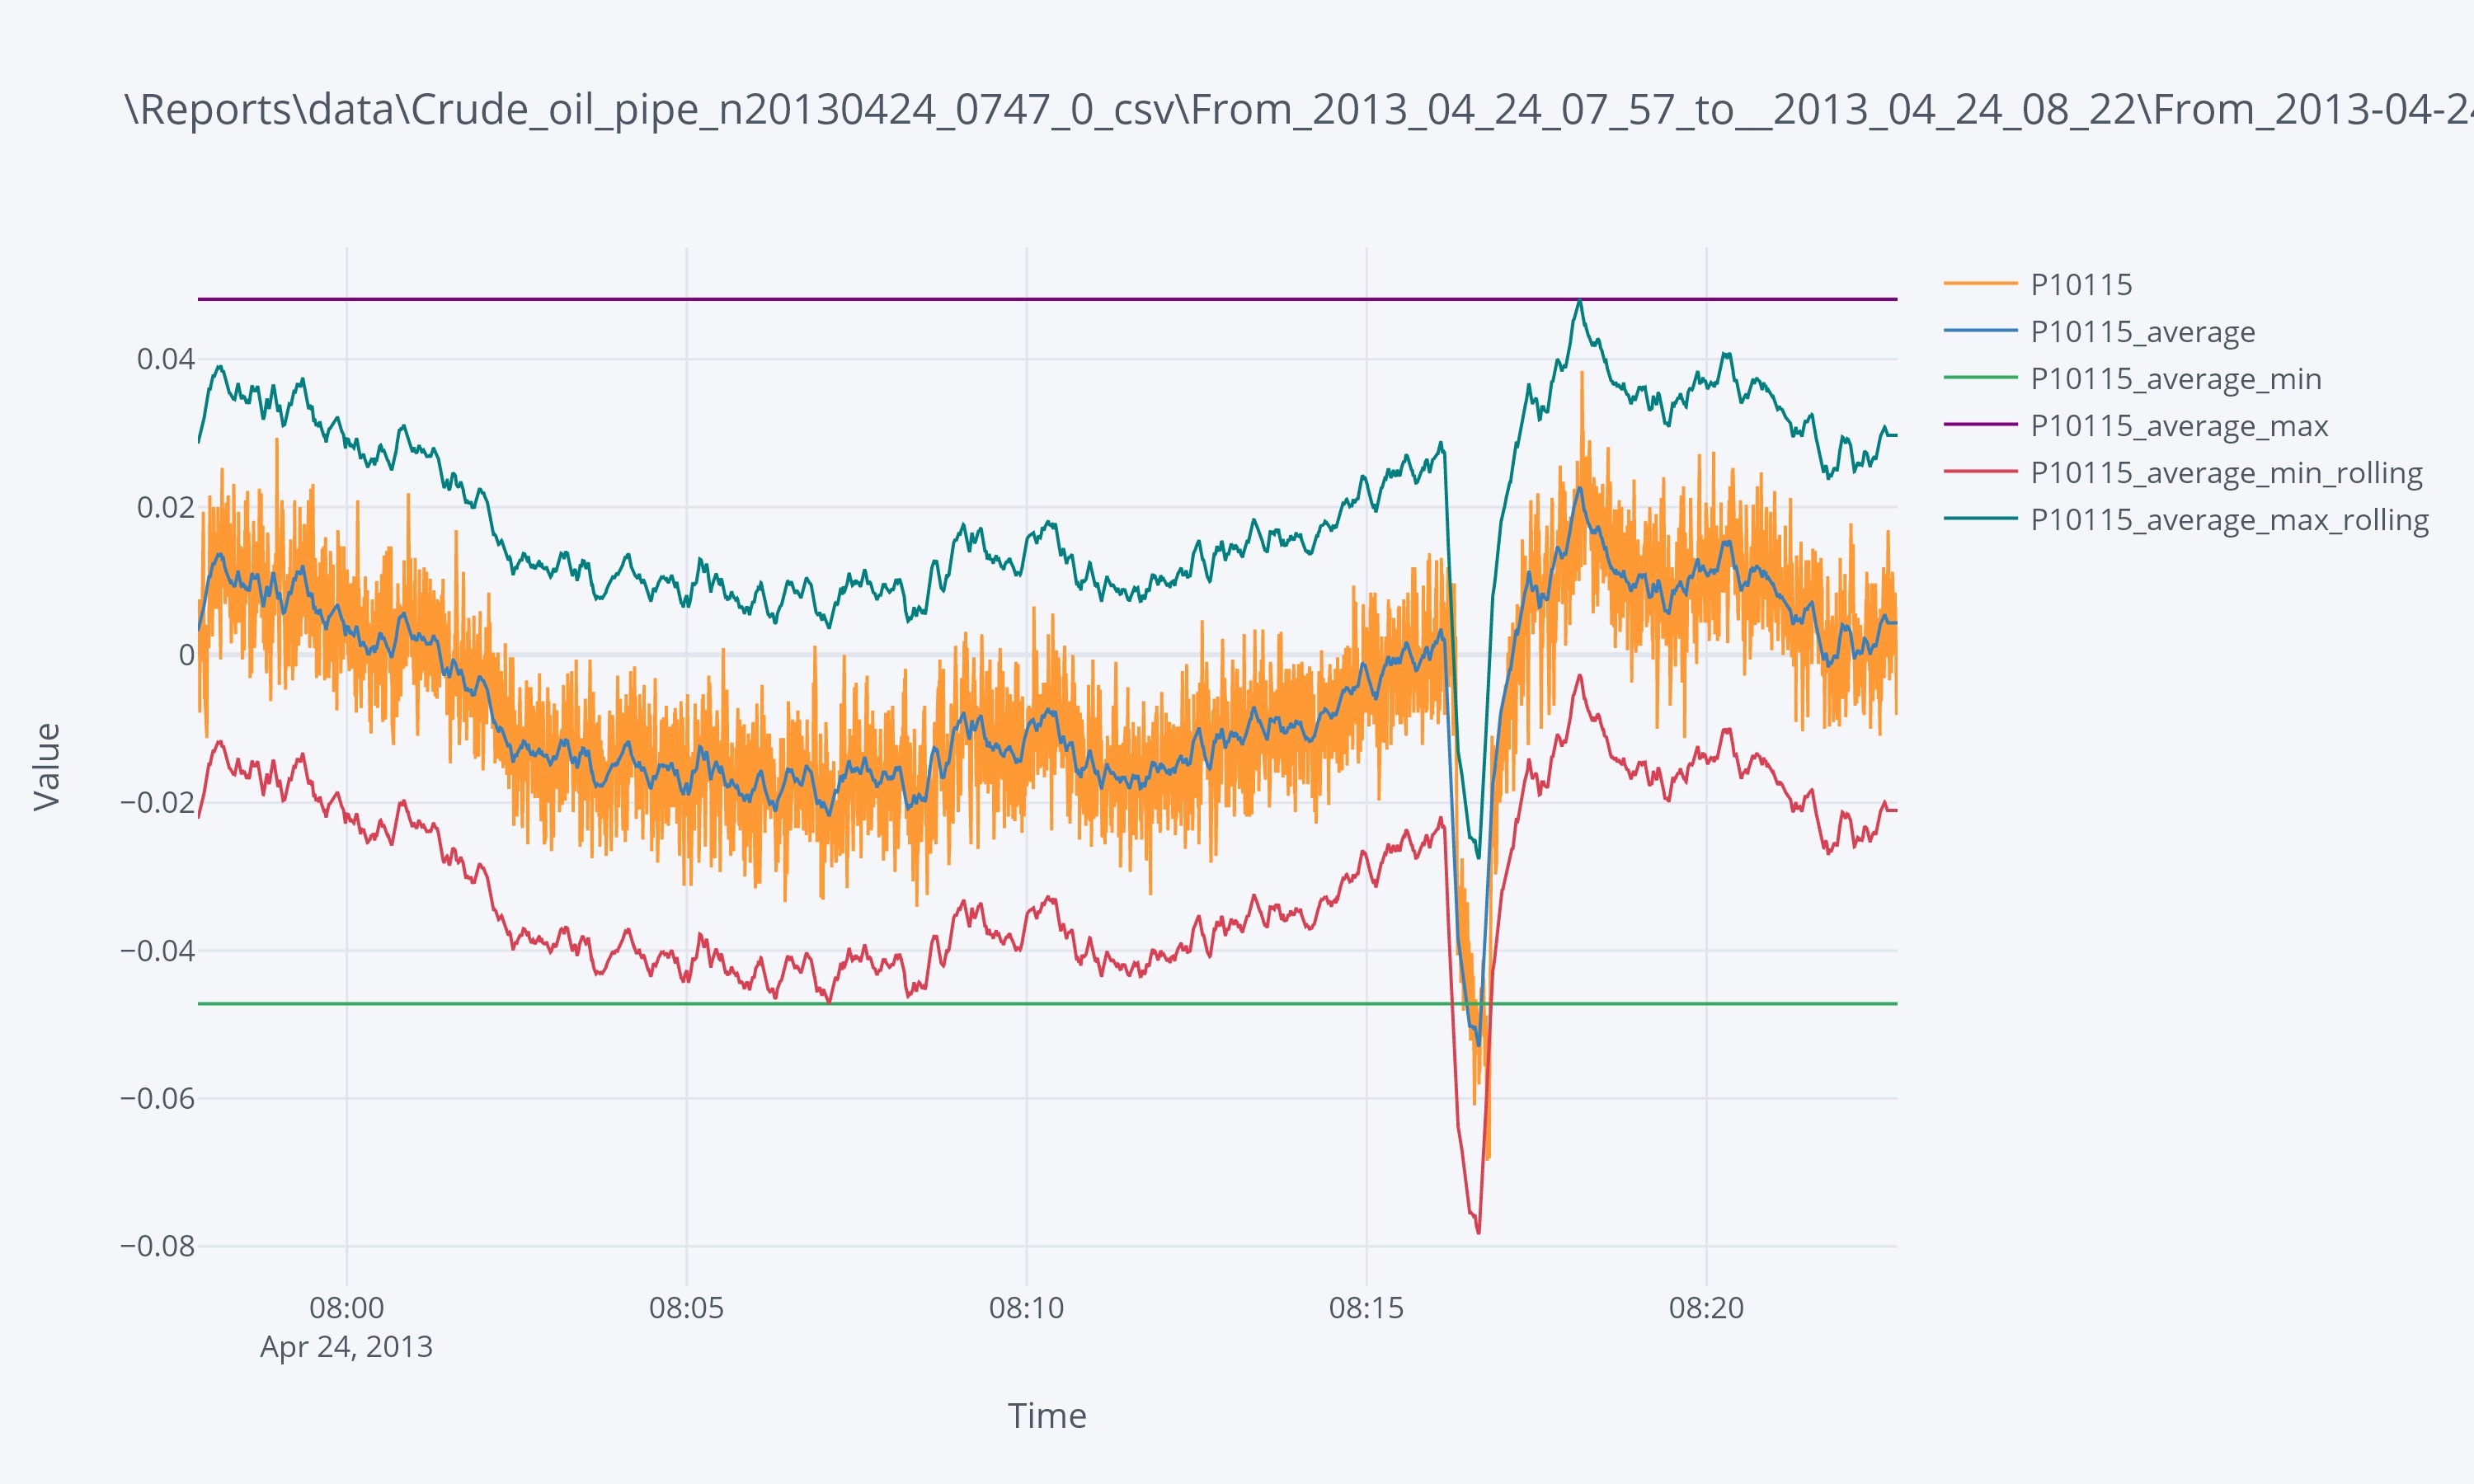 \Reports\data\Crude_oil_pipe_n20130424_0747_0_csv\From_2013_04_24_07_57_to__2013_04_24_08_22\From_2013-04-24
P10115
P10115_average
P10115_average_min
P10115_average_max
P10115_average_min_rolling
P10115_average_max_rolling
Value
0.04
0.02
0
−0.02
−0.04
−0.06
−0.08
08:00
08:05
08:10
08:15
08:20
Apr 24, 2013
Time